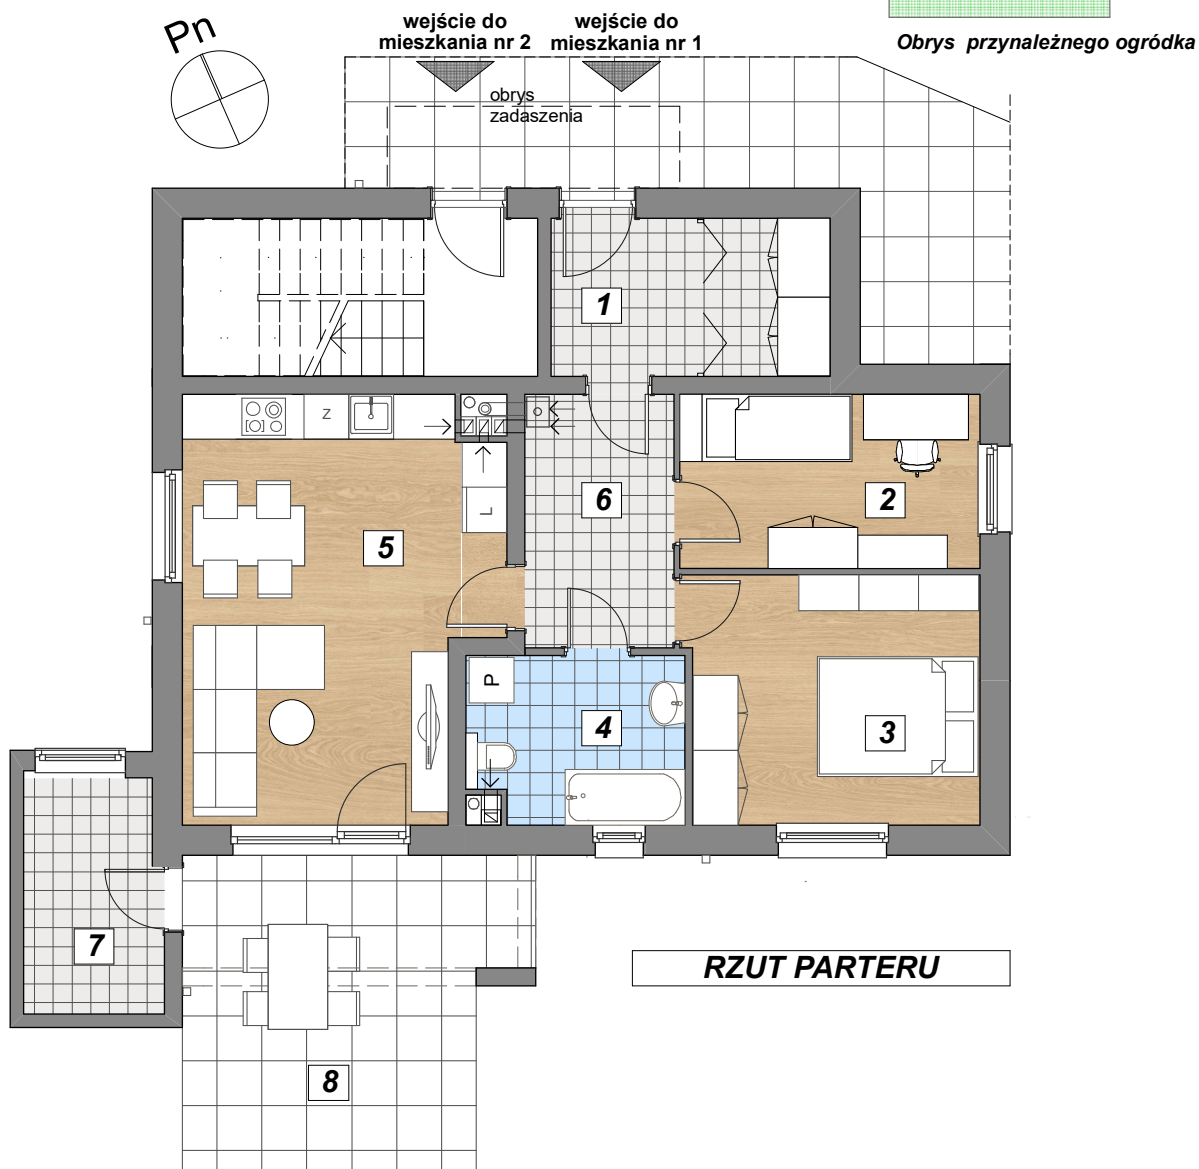 Pn
wejście do
mieszkania nr 2
wejście do
mieszkania nr 1
Obrys przynależnego ogródka
obrys
zadaszenia
1
Z
L
5
6
2
P
4
3
7
8
RZUT PARTERU